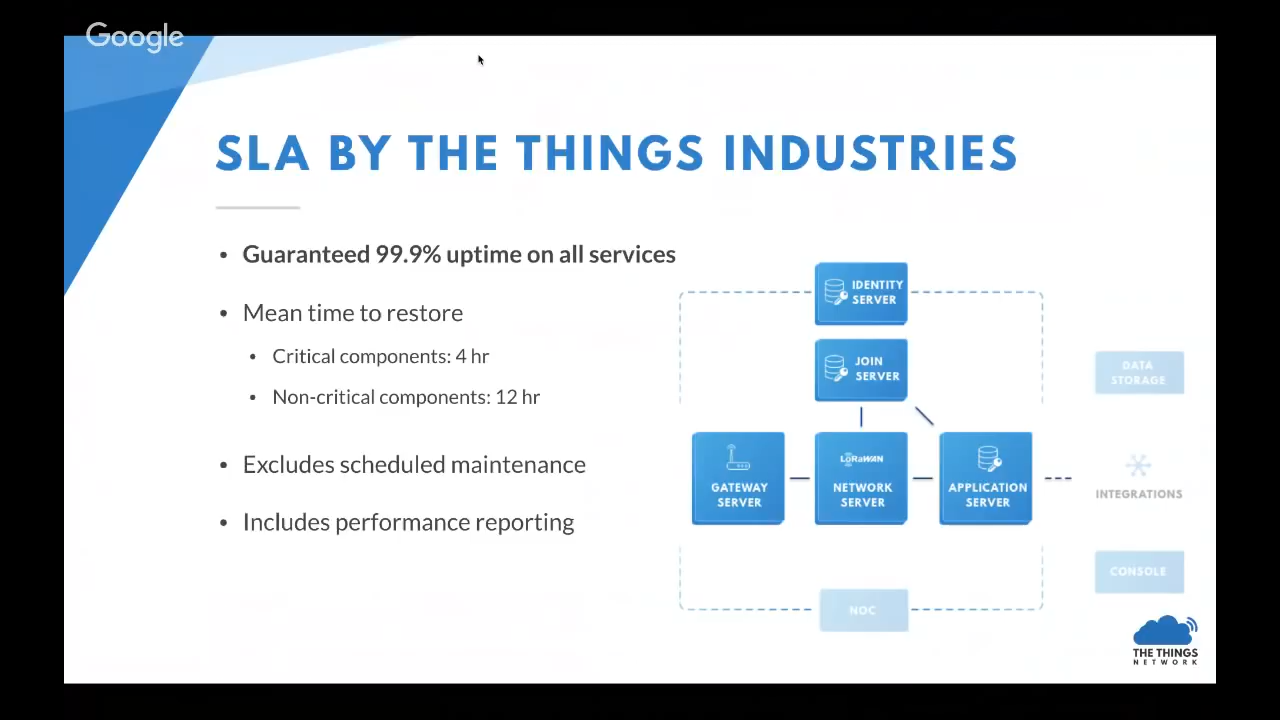 Google
SLA BY THE THINGS INDUSTRIES
• Guaranteed 99.9% uptime on all services
• Mean time to restore
• Critical components: 4 hr
• Non-critical components: 12 hr
• Excludes scheduled maintenance
• Includes performance reporting
IDENTITY
SERVER
JOIN
SERVER
GATEWAY
SERVER
LoRaWAN
NETWORK
SERVER
APPLICATION
SERVER
DATA
STORAGE
INTEGRATIONS
CONSOLE
NOC
THE THINGS
NETWORK